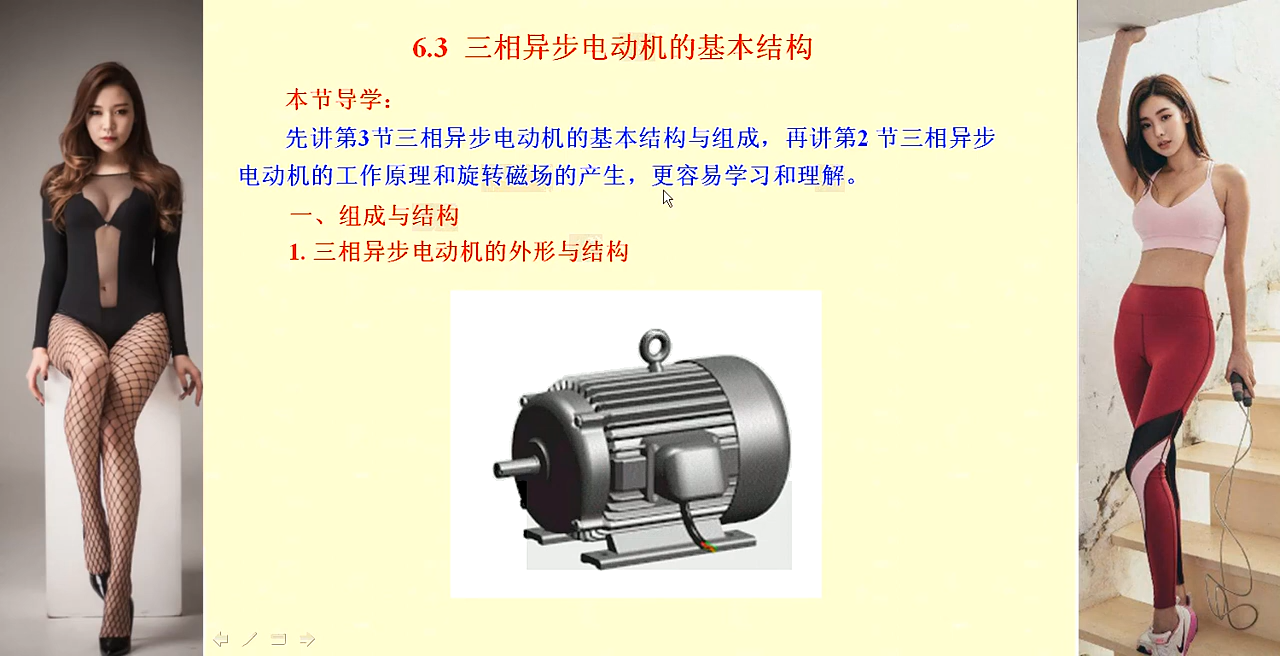 6.3 三相异步电动机的基本结构
本节导学：
先讲第3节三相异步电动机的基本结构与组成，再讲第2 节三相异步
电动机的工作原理和旋转磁场的产生，更容易学习和理解。
一、组成与结构
1. 三相异步电动机的外形与结构